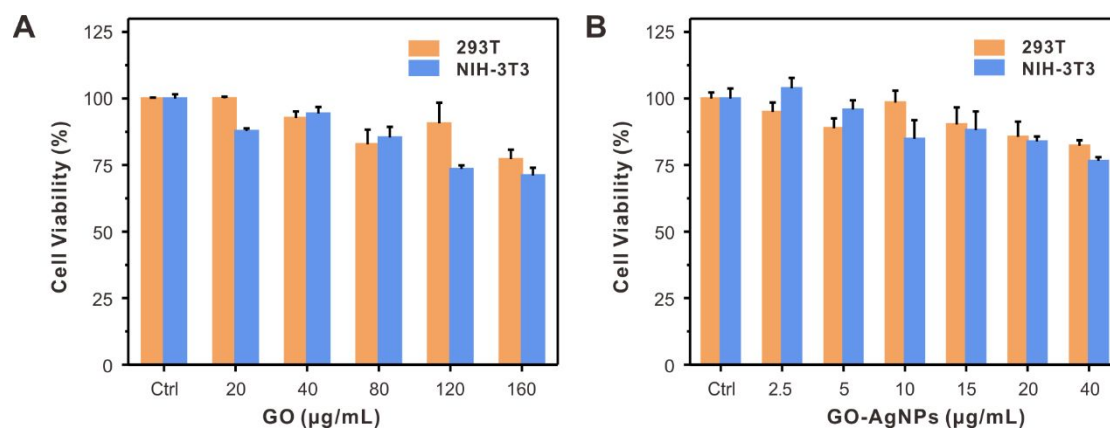 A
Cell Viability (%)
125
100
75
50
25
0
293T
NIH-3T3
Ctrl 20 40 80 120 160
GO (μg/mL)
B
Cell Viability (%)
125
100
75
50
25
0
293T
NIH-3T3
Ctrl 2.5 5 10 15 20 40
GO-AgNPs (μg/mL)